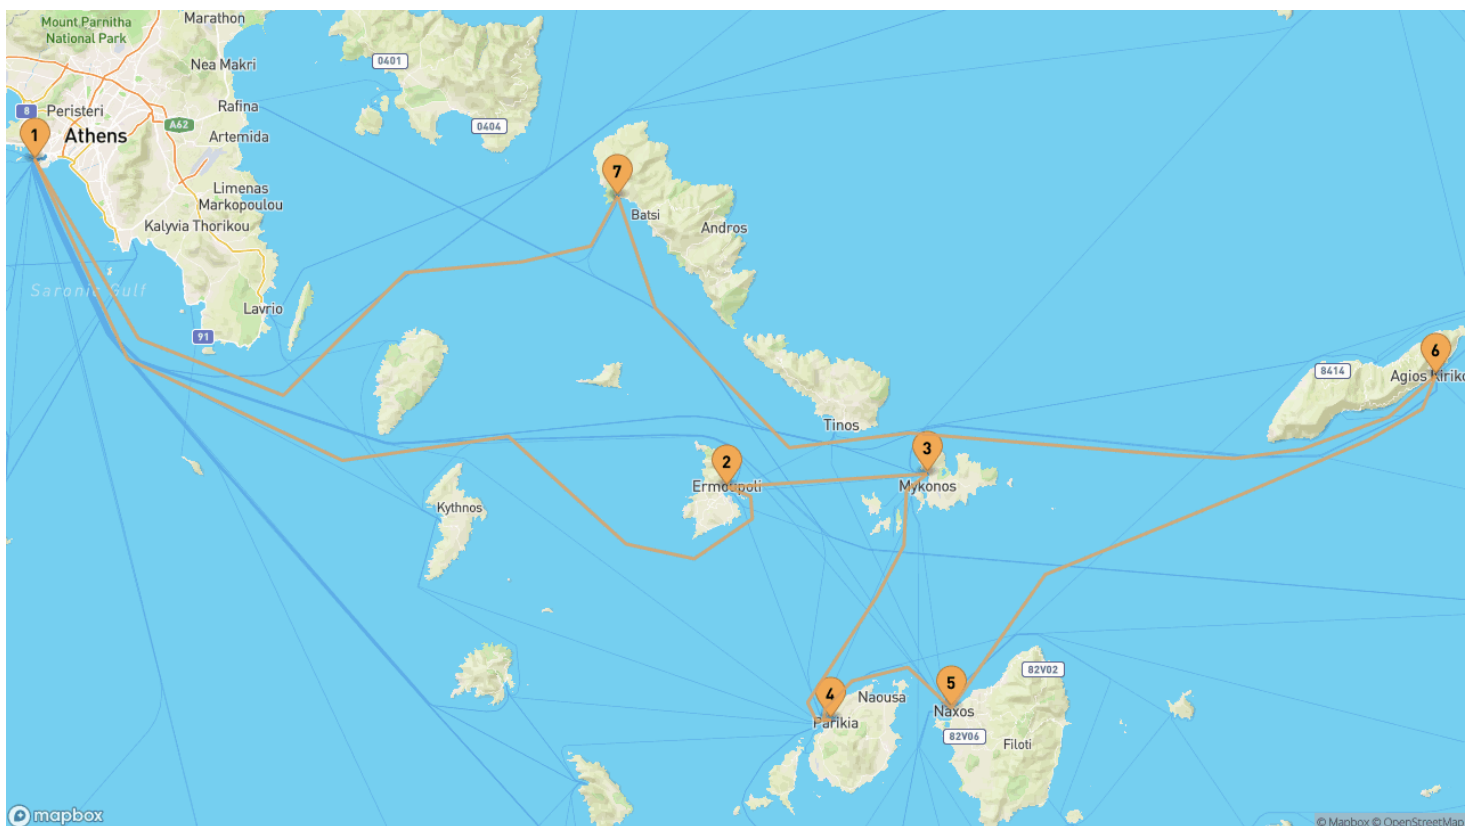 Mount Parnitha
National Park
Marathon
Nea Makri
0401
8
Peristeri
Rafina
A62
0404
1
Athens
Artemida
7
Limenas
Markopoulou
Batsi
Kalyvia Thorikou
Andros
Saronic Gulf
Lavrio
91
6
8414
Agios Kiriko
Tinos
3
2
Ermoupoli
Mykonos
Kythnos
82V02
5
4
Naousa
Naxos
Parikia
82V06
Filoti
mapbox
© Mapbox © OpenStreetMap